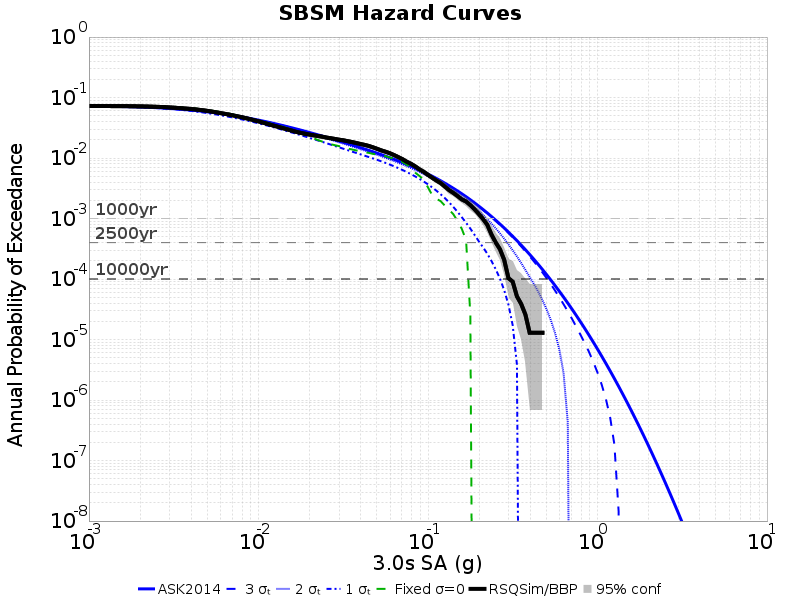 SBSM Hazard Curves
Annual Probability of Exceedance
10^0
10^-1
10^-2
10^-3
10^-4
10^-5
10^-6
10^-7
10^-8
1000yr
2500yr
10000yr
10^-3 10^-2 10^-1 10^0 10^1
3.0s SA (g)
ASK2014 3 σₜ 2 σₜ 1 σₜ Fixed σ=0 RSQSim/BBP 95% conf